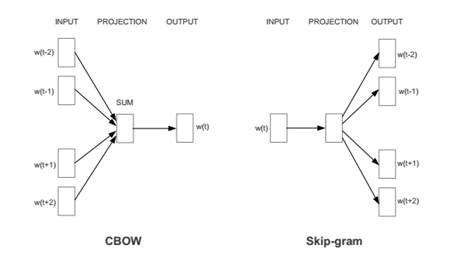 INPUT PROJECTION OUTPUT
w(t-2)
w(t-1)
SUM
w(t)
w(t+1)
w(t+2)
CBOW
INPUT PROJECTION OUTPUT
w(t-2)
w(t-1)
w(t)
w(t+1)
w(t+2)
Skip-gram